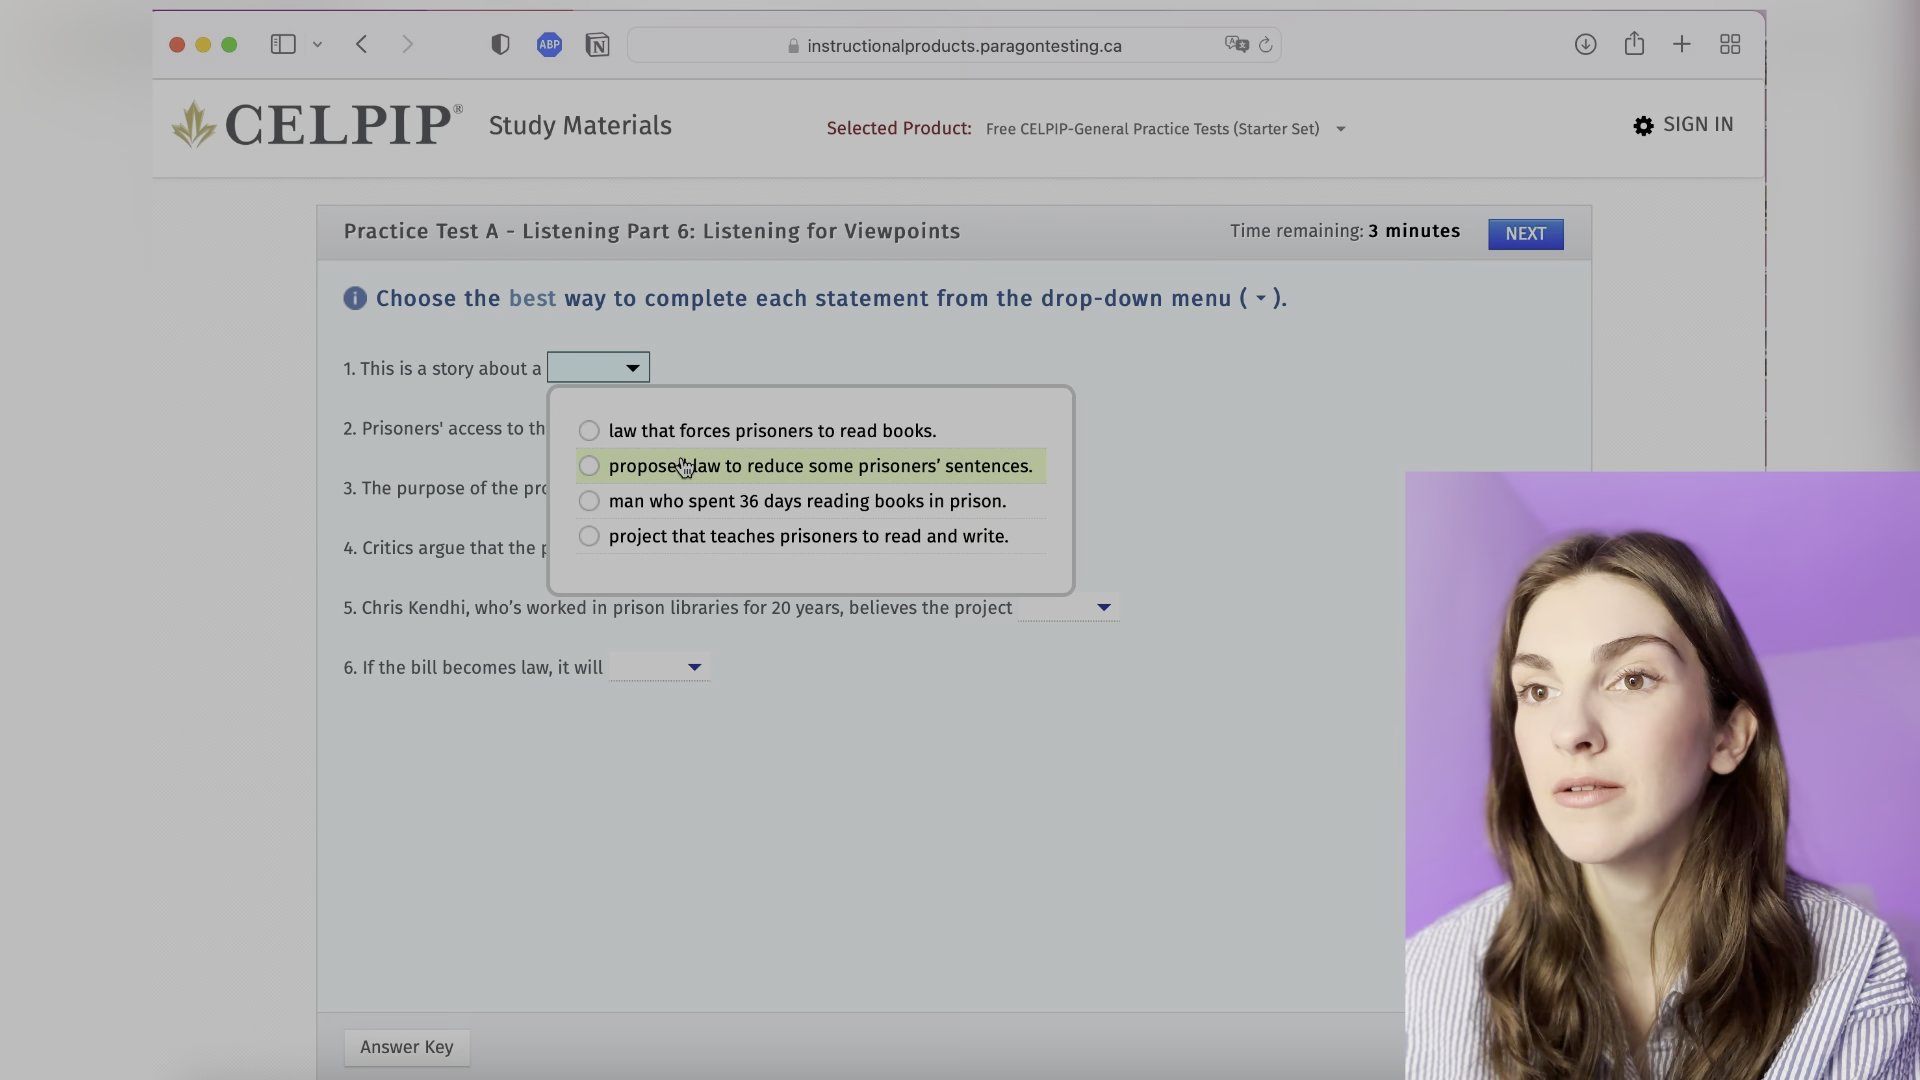 ABP
N
instructionalproducts.paragontesting.ca
CELPIP® Study Materials
Selected Product: Free CELPIP-General Practice Tests (Starter Set)
SIGN IN
Practice Test A - Listening Part 6: Listening for Viewpoints
Time remaining: 3 minutes
NEXT
i Choose the best way to complete each statement from the drop-down menu ( ).
1. This is a story about a
law that forces prisoners to read books.
law to reduce some prisoners’ sentences.
man who spent 36 days reading books in prison.
project that teaches prisoners to read and write.
2. Prisoners' access to
3. The purpose of the
4. Critics argue that the
5. Chris Kendhi, who’s worked in prison libraries for 20 years, believes the project
6. If the bill becomes law, it will
Answer Key